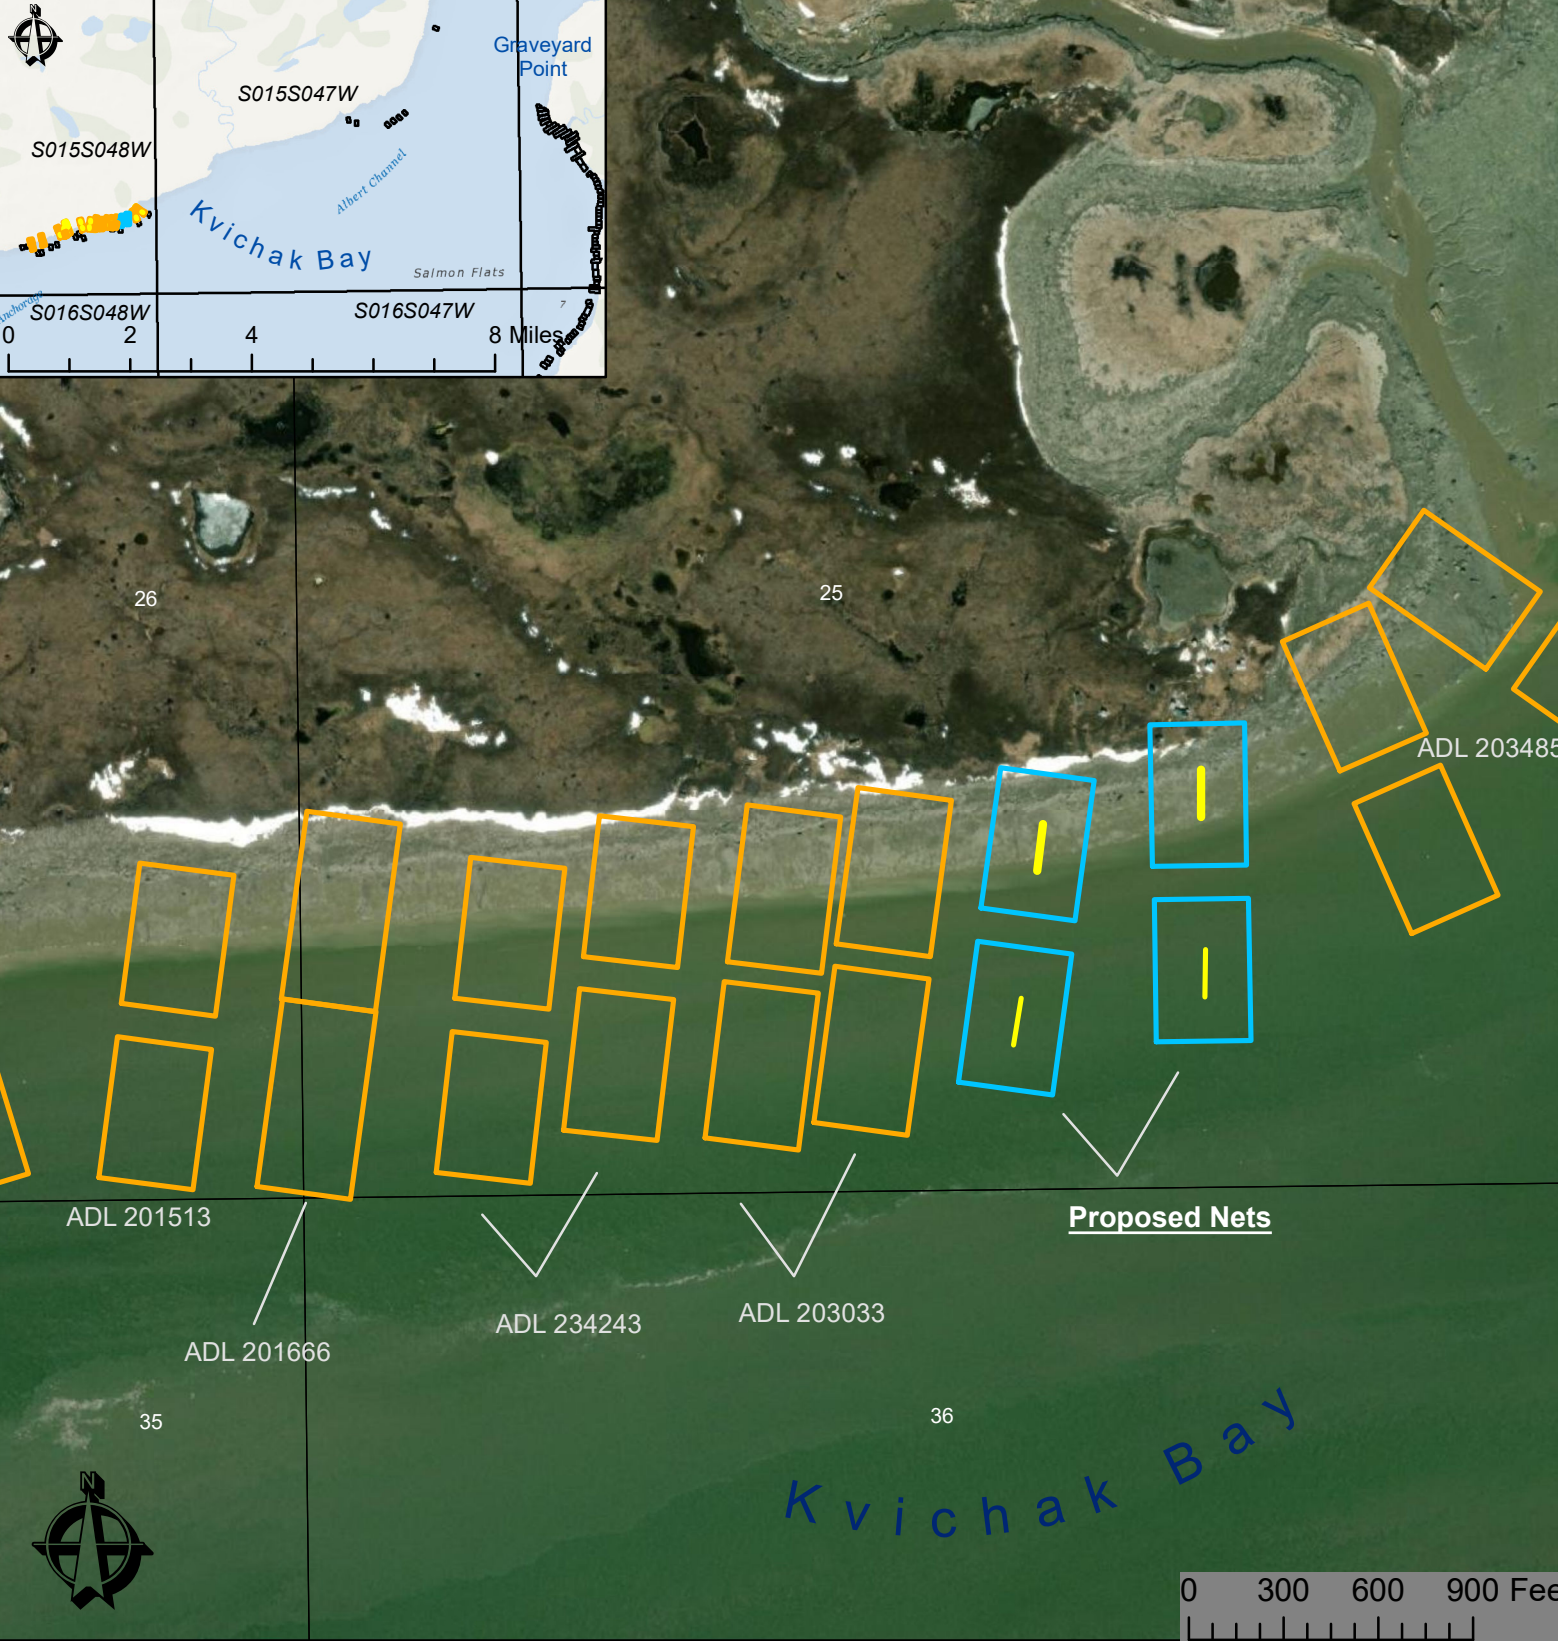 N
Graveyard
Point
S015S047W
S015S048W
Albert Channel
Kvichak Bay
Salmon Flats
Anchorage
S016S048W
S016S047W
7
0 2 4 8 Miles
26
25
ADL 203485
ADL 201513
Proposed Nets
ADL 234243
ADL 203033
ADL 201666
35
36
Kvichak Bay
N
0 300 600 900 Fee